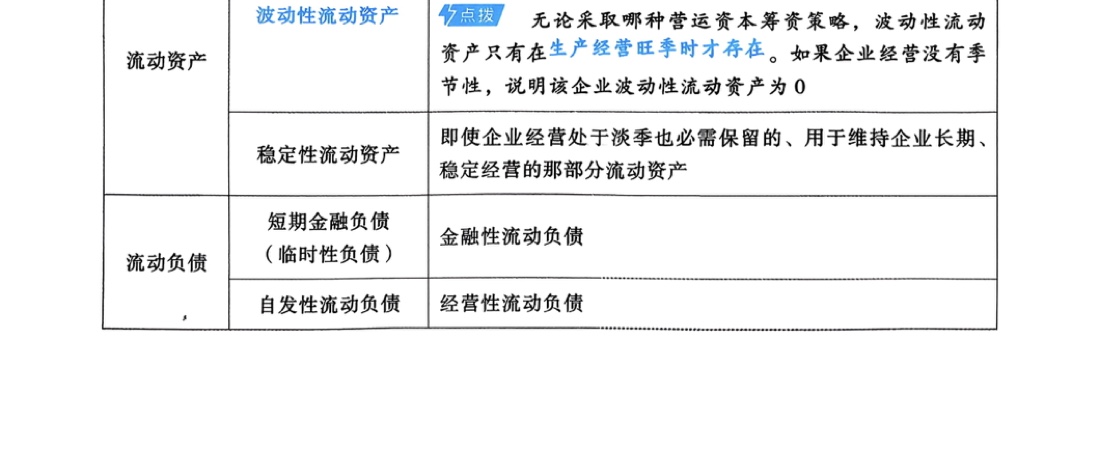 波动性流动资产
点拨 无论采取哪种营运资本筹资策略，波动性流动
资产只有在生产经营旺季时才存在。如果企业经营没有季
节性，说明该企业波动性流动资产为 0
流动资产
稳定性流动资产
即使企业经营处于淡季也必需保留的、用于维持企业长期、
稳定经营的那部分流动资产
流动负债
短期金融负债
（临时性负债）
金融性流动负债
自发性流动负债
经营性流动负债